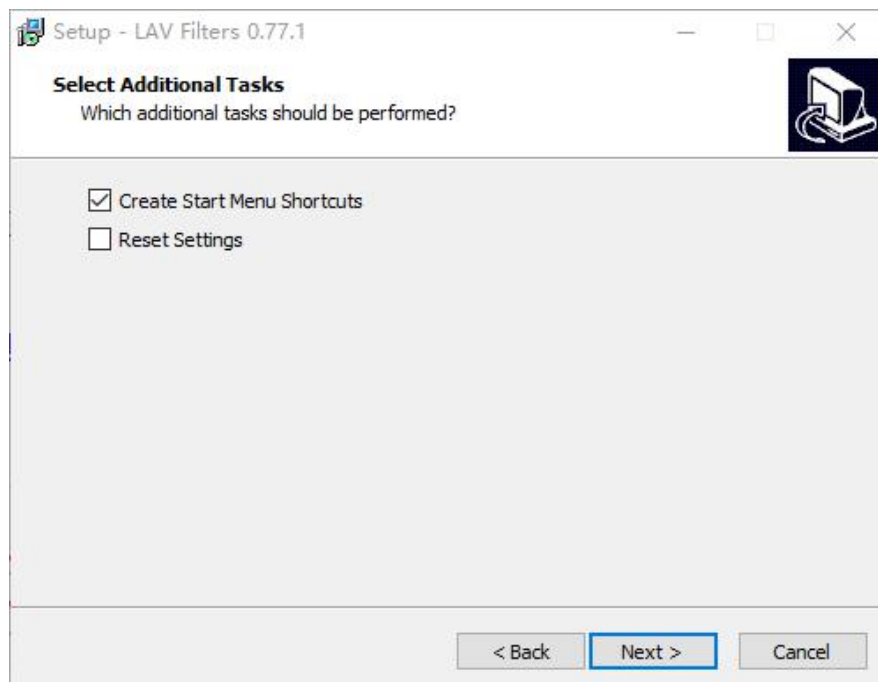 Setup - LAV Filters 0.77.1
Select Additional Tasks
Which additional tasks should be performed?
Create Start Menu Shortcuts
Reset Settings
< Back
Next >
Cancel